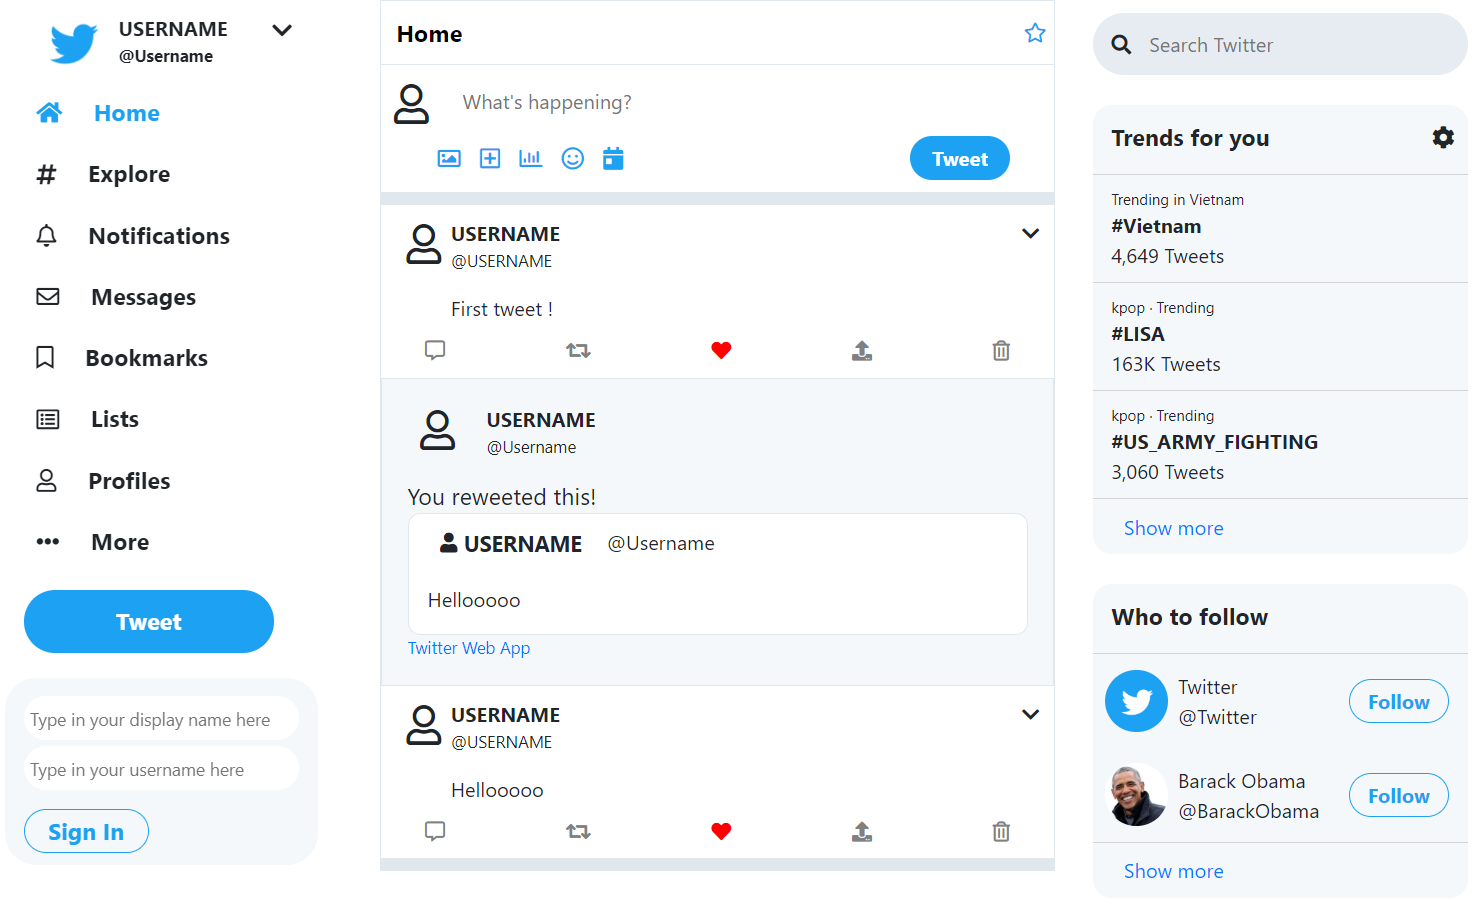 USERNAME
@Username
Home
Explore
Notifications
Messages
Bookmarks
Lists
Profiles
More
Tweet
Type in your display name here
Type in your username here
Sign In
Home
What's happening?
Tweet
USERNAME
@USERNAME
First tweet !
USERNAME
@Username
You reweeted this!
USERNAME @Username
Hellooooo
Twitter Web App
USERNAME
@USERNAME
Hellooooo
Search Twitter
Trends for you
Trending in Vietnam
#Vietnam
4,649 Tweets
kpop · Trending
#LISA
163K Tweets
kpop · Trending
#US_ARMY_FIGHTING
3,060 Tweets
Show more
Who to follow
Twitter
@Twitter
Follow
Barack Obama
@BarackObama
Follow
Show more